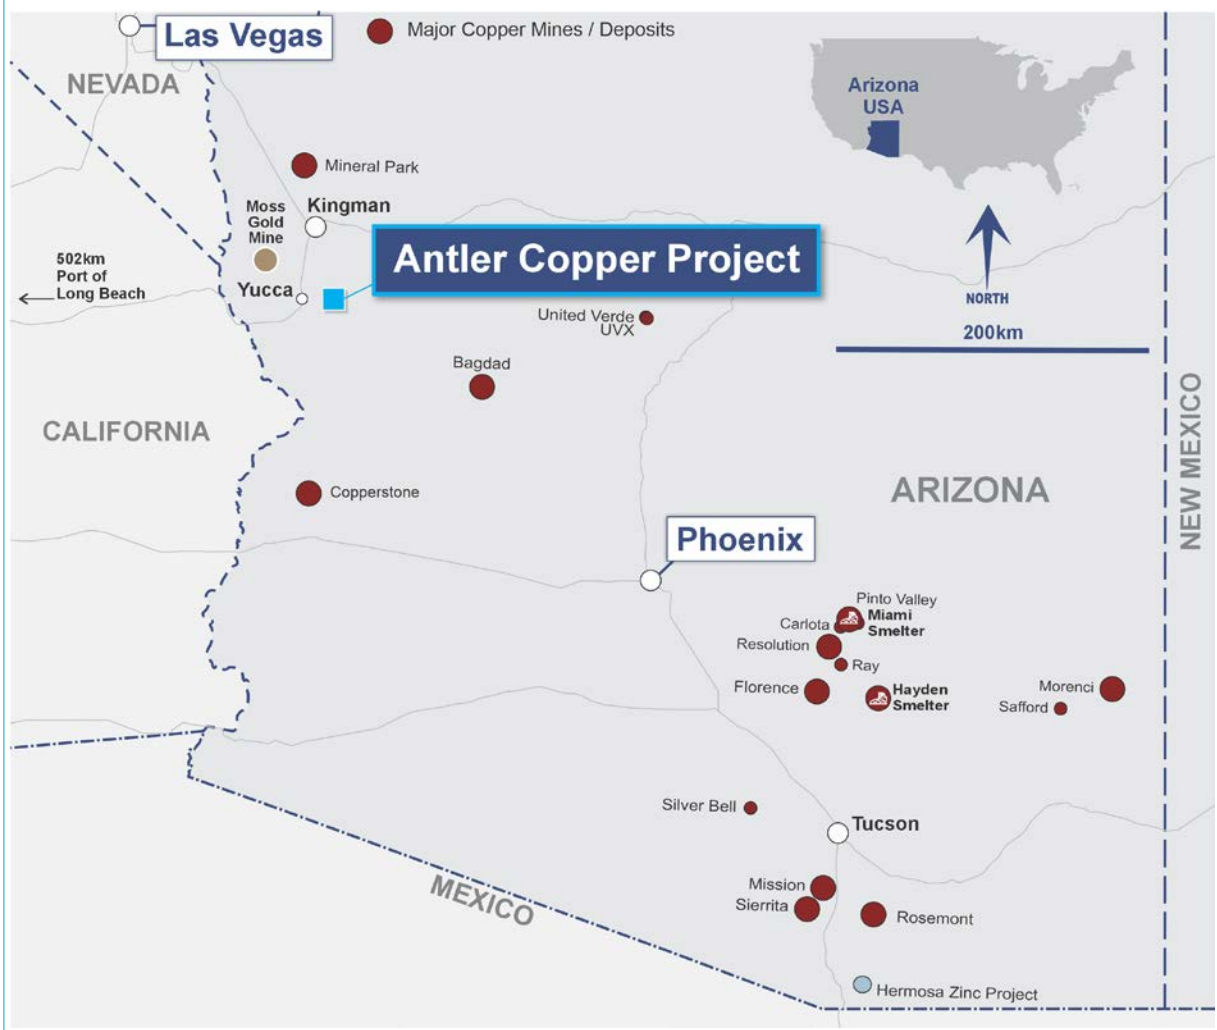 Las Vegas
Major Copper Mines / Deposits
NEVADA
Arizona
USA
Mineral Park
Moss
Gold
Mine
Kingman
Antler Copper Project
502km
Port of
Long Beach
Yucca
NORTH
200km
United Verde
UVX
Bagdad
CALIFORNIA
NEW MEXICO
Copperstone
ARIZONA
Phoenix
Pinto Valley
Miami
Smelter
Carlota
Resolution
Ray
Florence
Hayden
Smelter
Morenci
Safford
Silver Bell
Tucson
Mission
Sierrita
MEXICO
Rosemont
Hermosa Zinc Project